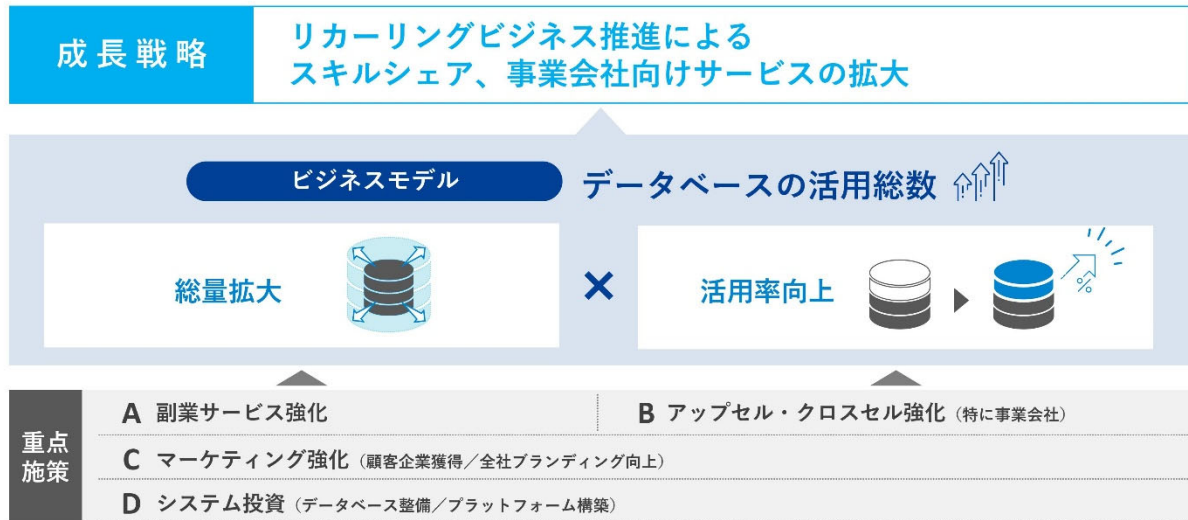 成長戦略
リカーリングビジネス推進による
スキルシェア、事業会社向けサービスの拡大
ビジネスモデル
データベースの活用総数
総量拡大
×
活用率向上
%
重点
施策
A 副業サービス強化
B アップセル・クロスセル強化（特に事業会社）
C マーケティング強化（顧客企業獲得／全社ブランディング向上）
D システム投資（データベース整備／プラットフォーム構築）